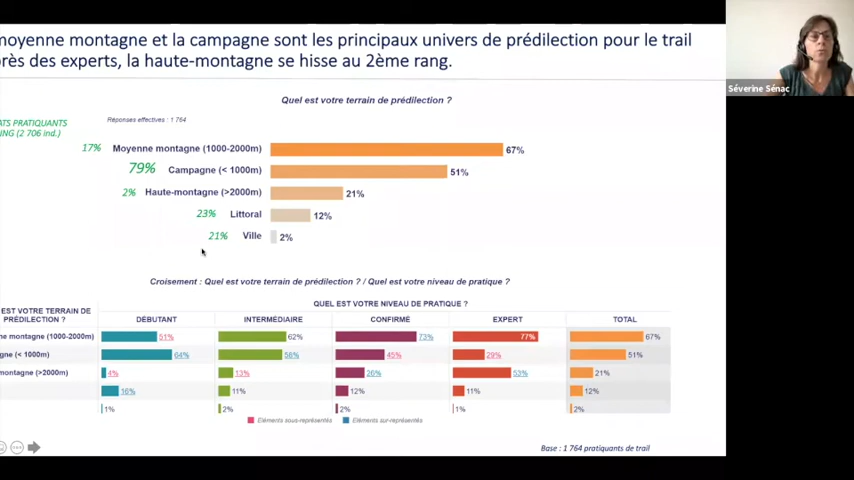 moyenne montagne et la campagne sont les principaux univers de prédilection pour le trail
rès des experts, la haute-montagne se hisse au 2ème rang.
Séverine Sénac
Quel est votre terrain de prédilection ?
Réponses effectives : 1 764
ATS PRATIQUANTS
NG (2 706 ind.)
17% Moyenne montagne (1000-2000m) 67%
79% Campagne (< 1000m) 51%
2% Haute-montagne (>2000m) 21%
23% Littoral 12%
21% Ville 2%
Croisement : Quel est votre terrain de prédilection ? / Quel est votre niveau de pratique ?
EST VOTRE TERRAIN DE
PRÉDILECTION ?
QUEL EST VOTRE NIVEAU DE PRATIQUE ?
DÉBUTANT INTERMÉDIAIRE CONFIRMÉ EXPERT TOTAL
ne montagne (1000-2000m) 51% 62% 73% 77% 67%
gne (< 1000m) 64% 56% 45% 29% 51%
montagne (>2000m) 4% 13% 26% 53% 21%
16% 11% 12% 11% 12%
1% 2% 2% 1% 2%
Eléments sous-représentés Eléments sur-représentés
Base : 1 764 pratiquants de trail